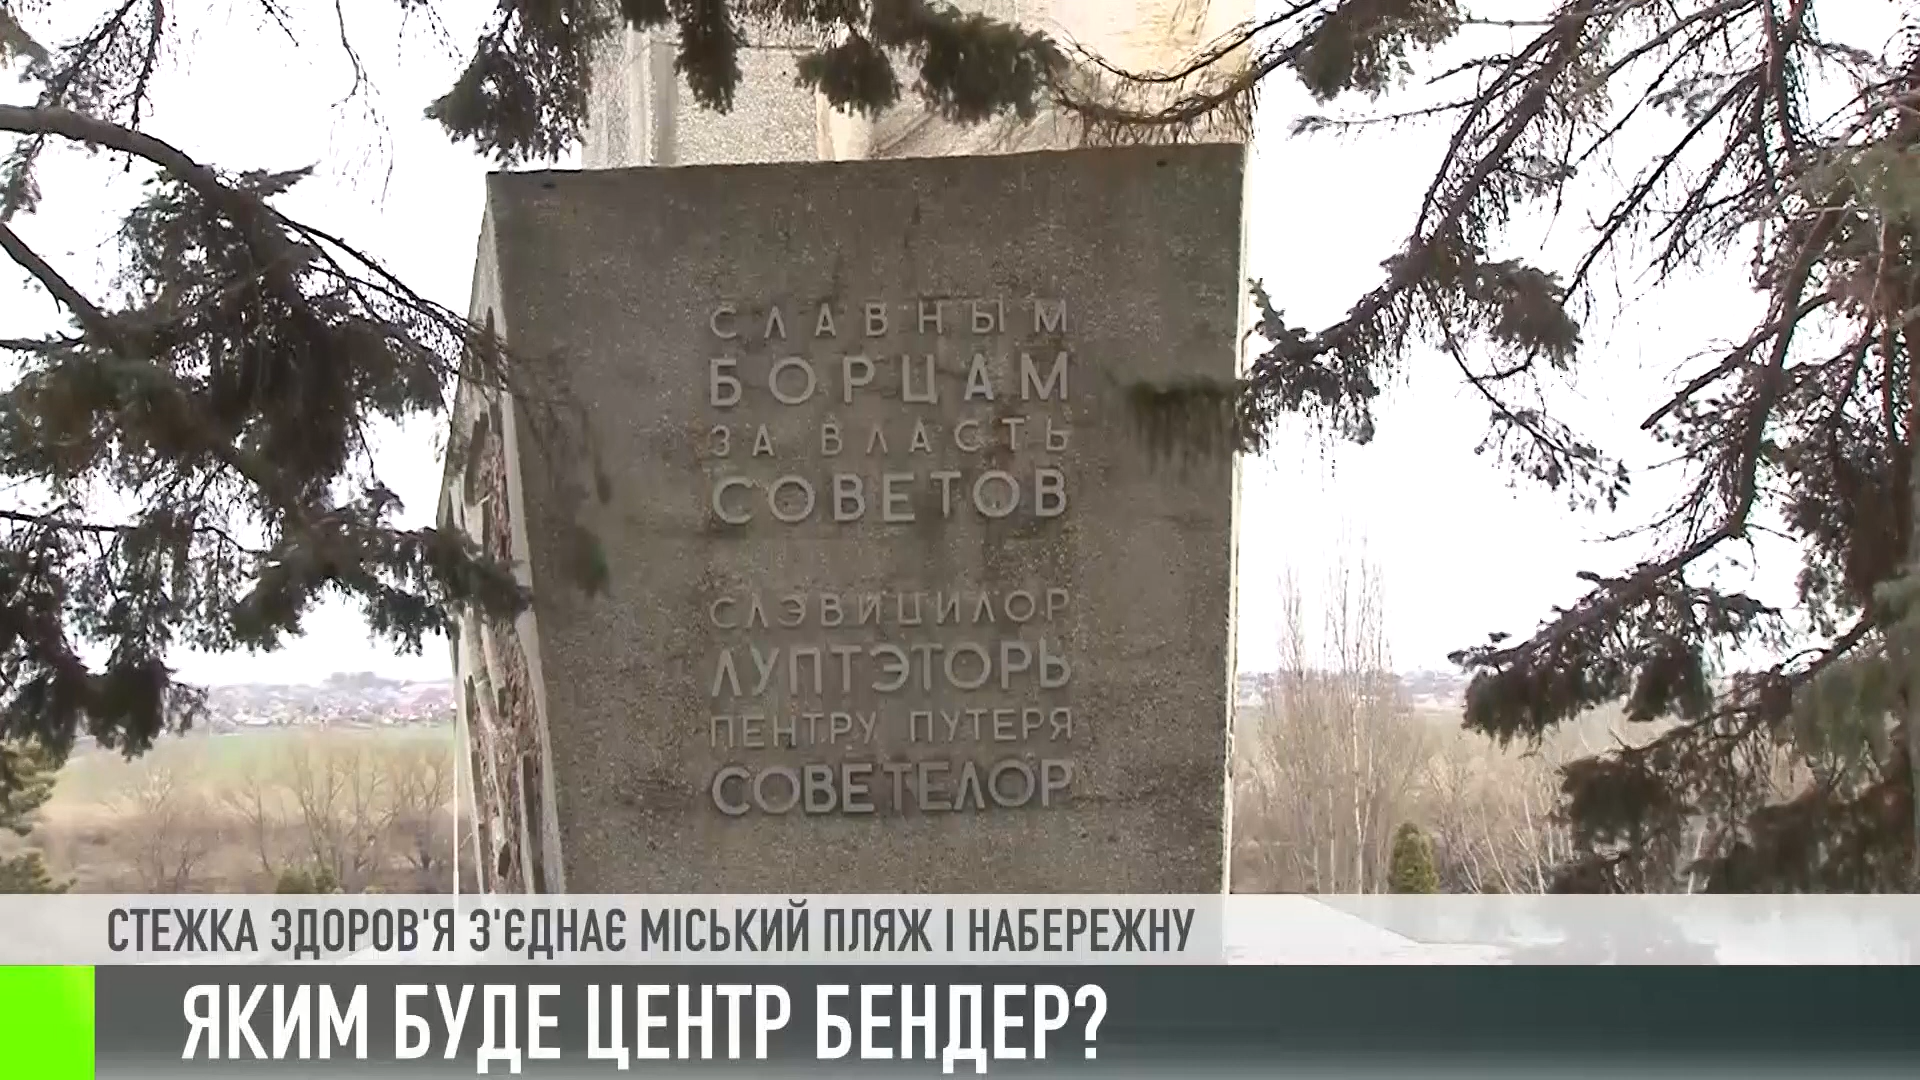 СЛАВНЫМ
БОРЦАМ
ЗА ВЛАСТЬ
СОВЕТОВ
СЛЭВИЦИЛОР
ЛУПТЭТОРЬ
ПЕНТРУ ПУТЕРЯ
СОВЕТЕЛОР
СТЕЖКА ЗДОРОВ'Я З'ЄДНАЄ МІСЬКИЙ ПЛЯЖ І НАБЕРЕЖНУ
ЯКИМ БУДЕ ЦЕНТР БЕНДЕР?